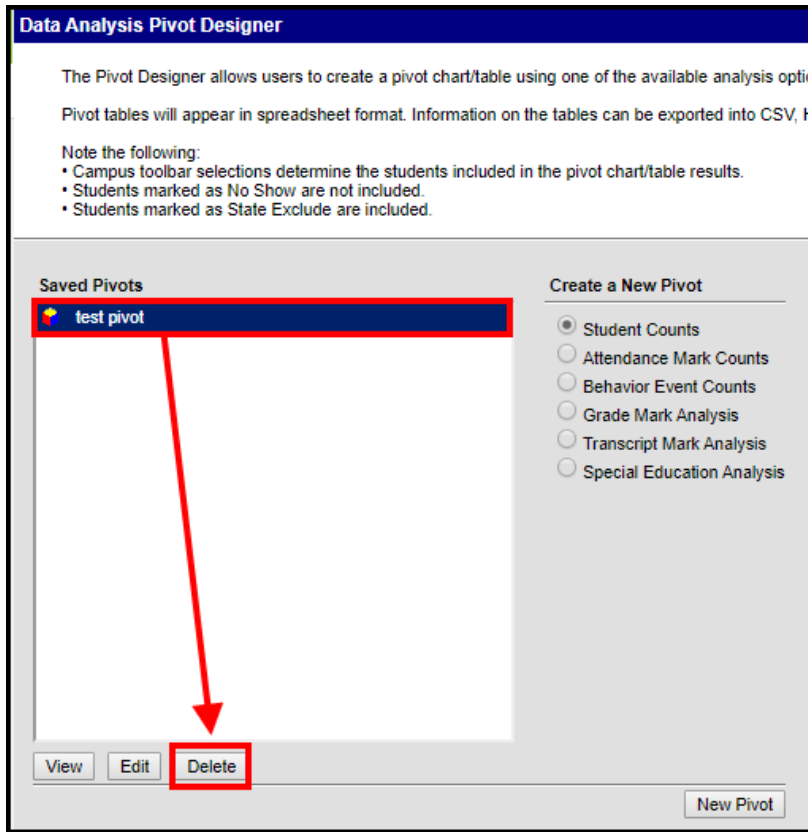 Data Analysis Pivot Designer
The Pivot Designer allows users to create a pivot chart/table using one of the available analysis
Pivot tables will appear in spreadsheet format. Information on the tables can be exported into CSV,
Note the following:
• Campus toolbar selections determine the students included in the pivot chart/table results.
• Students marked as No Show are not included.
• Students marked as State Exclude are included.
Saved Pivots
test pivot
Create a New Pivot
Student Counts
Attendance Mark Counts
Behavior Event Counts
Grade Mark Analysis
Transcript Mark Analysis
Special Education Analysis
View Edit Delete
New Pivot